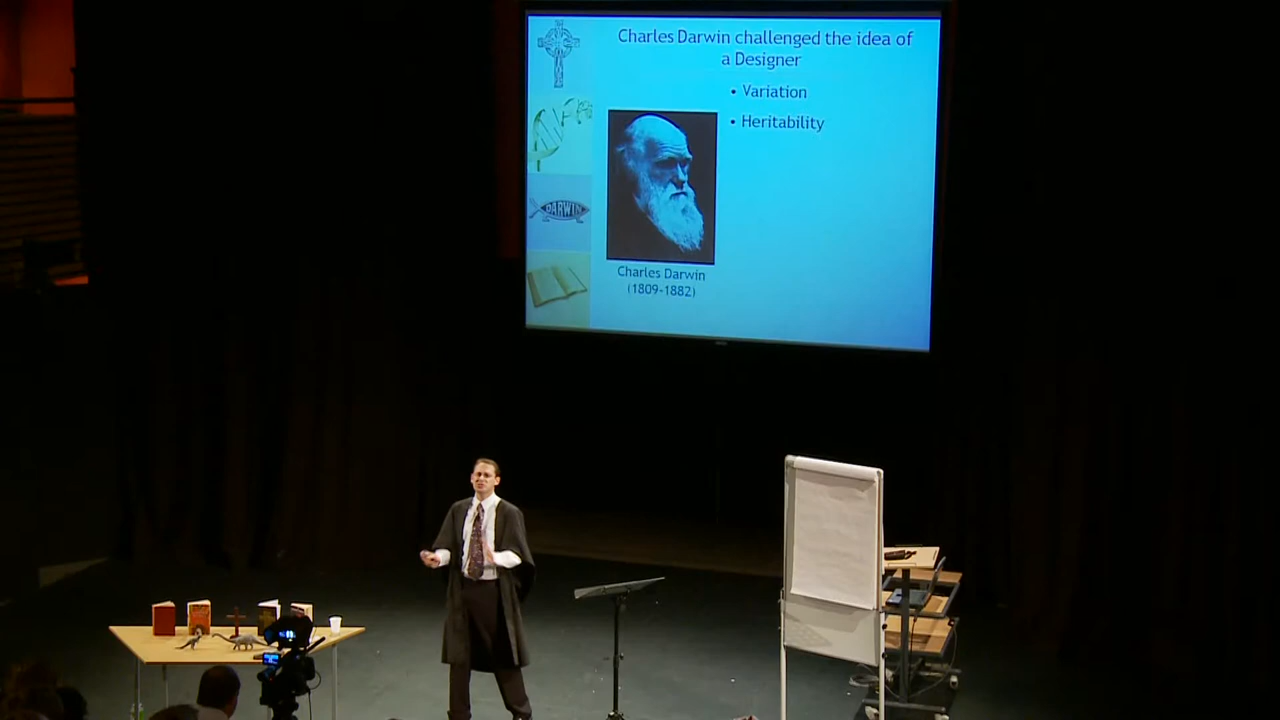 Charles Darwin challenged the idea of
a Designer
• Variation
• Heritability
DARWIN
Charles Darwin
(1809-1882)